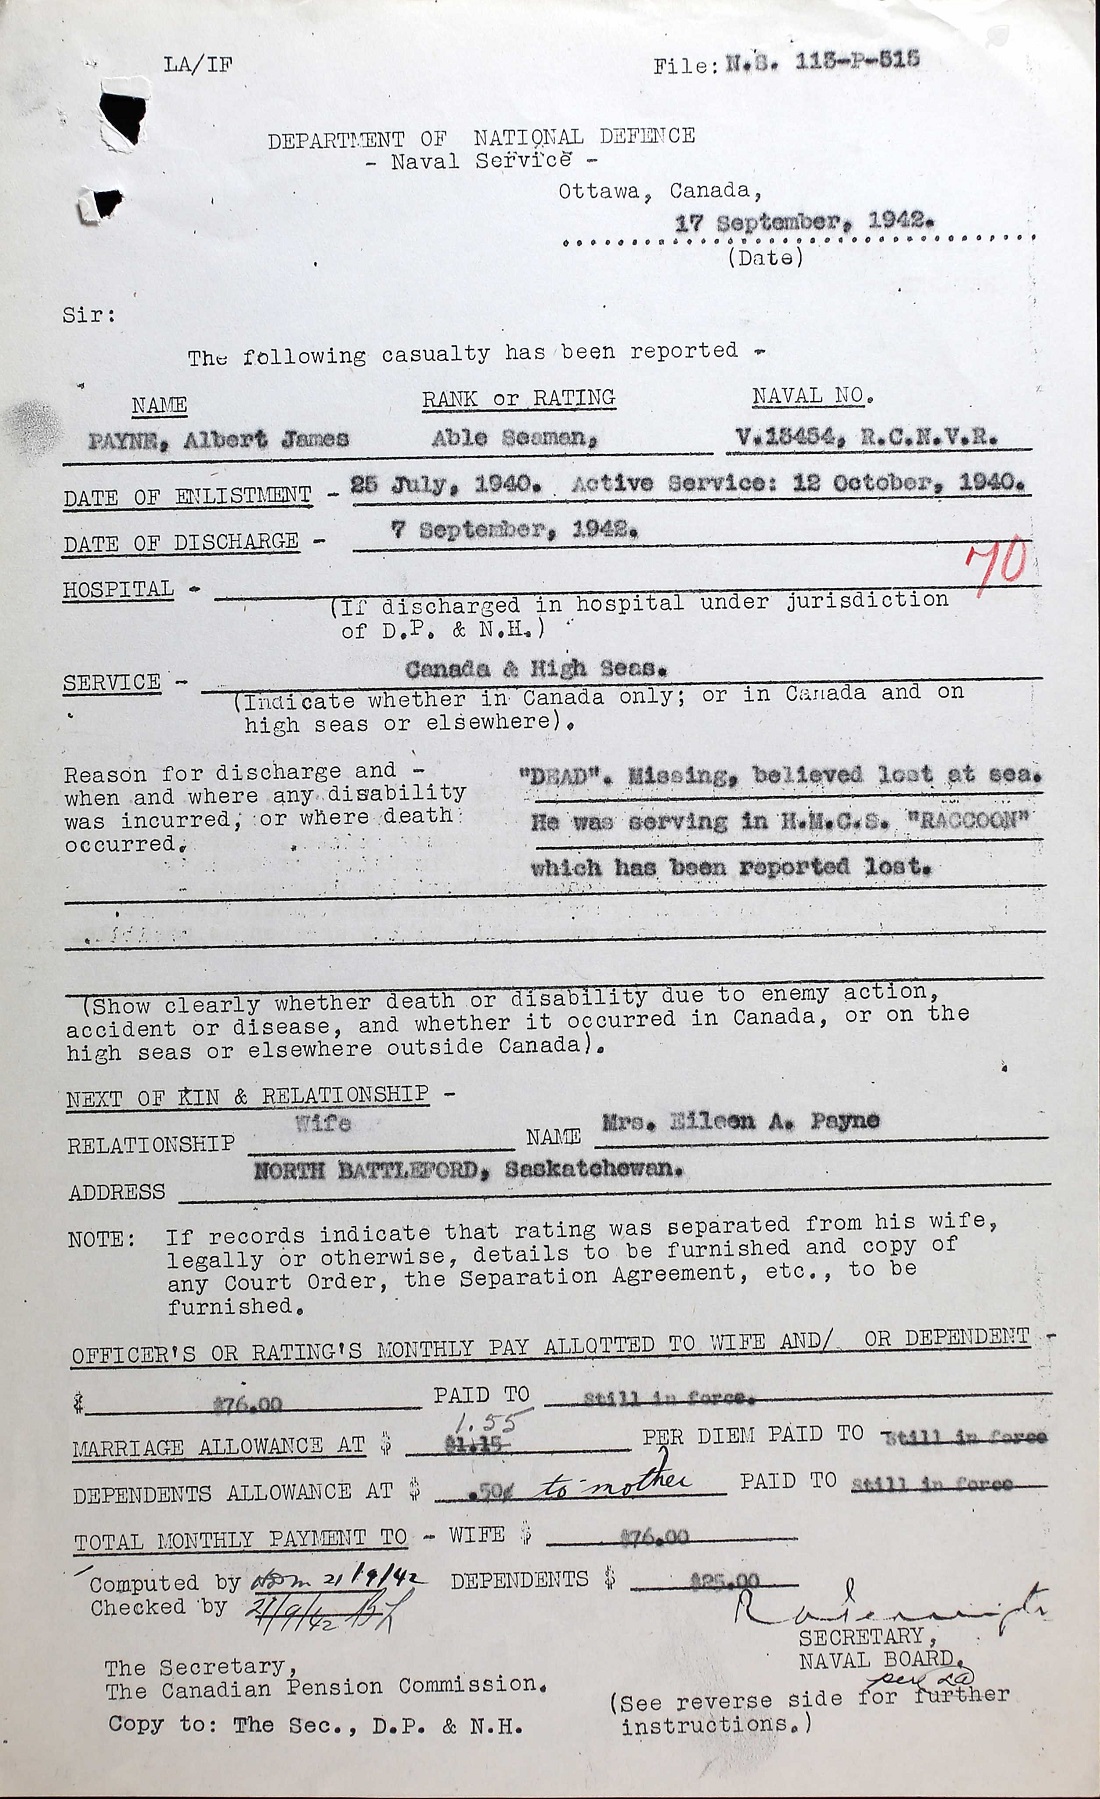 LA/IF
File: N.S. 113-P-515
DEPARTMENT OF NATIONAL DEFENCE
- Naval Service -
Ottawa, Canada,
17 September, 1942.
(Date)
Sir:
The following casualty has been reported -
NAME RANK or RATING NAVAL NO.
PAYNE, Albert James Able Seaman, V.13454, R.C.N.V.R.
DATE OF ENLISTMENT - 25 July, 1940. Active Service: 12 October, 1940.
DATE OF DISCHARGE - 7 September, 1942.
70
HOSPITAL -
(If discharged in hospital under jurisdiction
of D.P. & N.H.)
SERVICE - Canada & High Seas.
(Indicate whether in Canada only; or in Canada and on
high seas or elsewhere).
Reason for discharge and - "DEAD". Missing, believed lost at sea.
when and where any disability
was incurred, or where death He was serving in H.M.C.S. "RACCOON"
occurred.
which has been reported lost.
(Show clearly whether death or disability due to enemy action,
accident or disease, and whether it occurred in Canada, or on the
high seas or elsewhere outside Canada).
NEXT OF KIN & RELATIONSHIP -
RELATIONSHIP Wife NAME Mrs. Eileen A. Payne
ADDRESS NORTH BATTLEFORD, Saskatchewan.
NOTE: If records indicate that rating was separated from his wife,
legally or otherwise, details to be furnished and copy of
any Court Order, the Separation Agreement, etc., to be
furnished.
OFFICER'S OR RATING'S MONTHLY PAY ALLOTTED TO WIFE AND/ OR DEPENDENT -
$ $76.00 PAID TO Still in force.
1.55
MARRIAGE ALLOWANCE AT $ $1.15 PER DIEM PAID TO Still in force
DEPENDENTS ALLOWANCE AT $ .50¢ to mother PAID TO Still in force
TOTAL MONTHLY PAYMENT TO - WIFE $ $76.00
Computed by 21/9/42 DEPENDENTS $ $25.00
Checked by 21/9/42
SECRETARY,
NAVAL BOARD.
per
The Secretary,
The Canadian Pension Commission.
(See reverse side for further
instructions.)
Copy to: The Sec., D.P. & N.H.